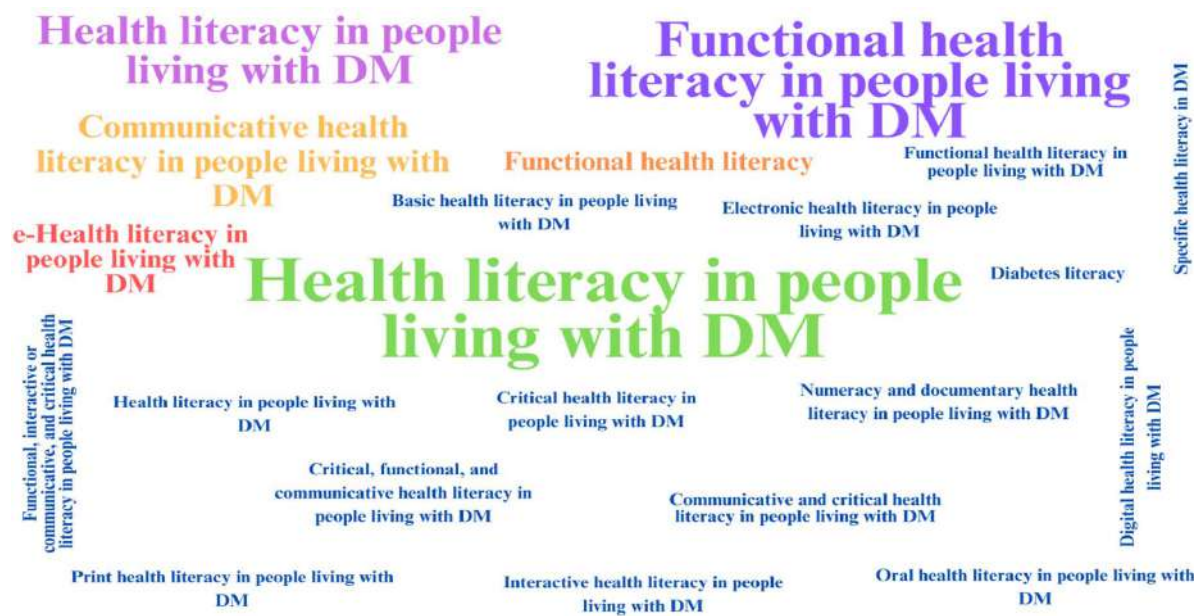 Health literacy in people
living with DM
Functional health
literacy in people living
with DM
Specific health literacy in DM
Communicative health
literacy in people living with
DM
Functional health literacy
Functional health literacy in
people living with DM
Basic health literacy in people living
with DM
Electronic health literacy in people
living with DM
e-Health literacy in
people living with
DM
Health literacy in people
living with DM
Diabetes literacy
Functional, interactive or
communicative, and critical health
literacy in people living with DM
Health literacy in people living with
DM
Critical health literacy in
people living with DM
Numeracy and documentary health
literacy in people living with DM
Digital health literacy in people
living with DM
Critical, functional, and
communicative health literacy in
people living with DM
Communicative and critical health
literacy in people living with DM
Print health literacy in people living with
DM
Interactive health literacy in people
living with DM
Oral health literacy in people living with
DM